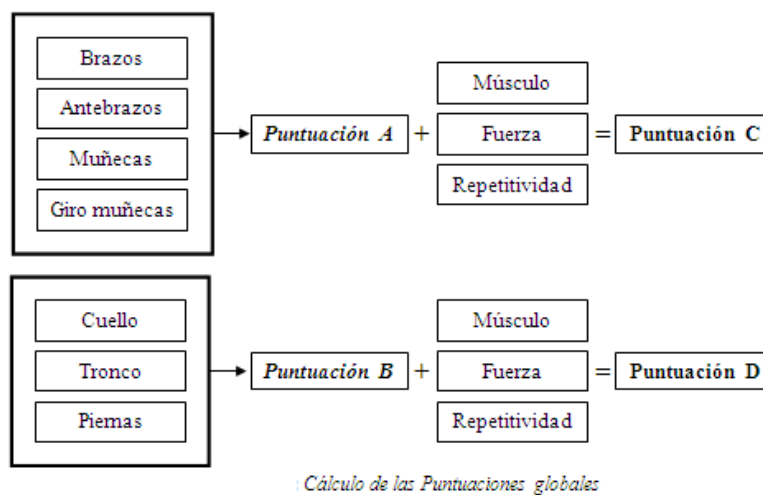 Brazos
Antebrazos
Muñecas
Giro muñecas
Puntuación A
+
Músculo
Fuerza
Repetitividad
=
Puntuación C
Cuello
Tronco
Piernas
Puntuación B
+
Músculo
Fuerza
Repetitividad
=
Puntuación D
: Cálculo de las Puntuaciones globales